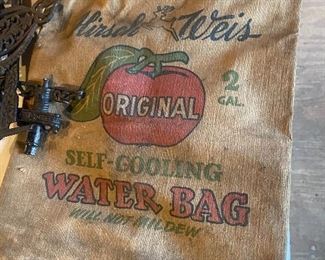 Hirsch Weis
ORIGINAL
2
GAL.
SELF-COOLING
WATER BAG
WILL NOT MILDEW